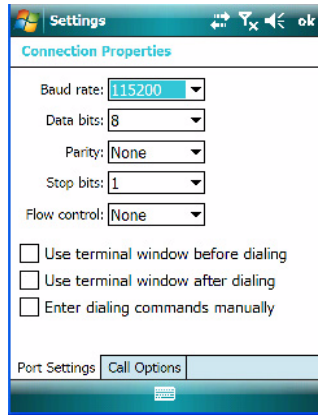 Settings ok
Connection Properties
Baud rate: 115200
Data bits: 8
Parity: None
Stop bits: 1
Flow control: None
Use terminal window before dialing
Use terminal window after dialing
Enter dialing commands manually
Port Settings Call Options